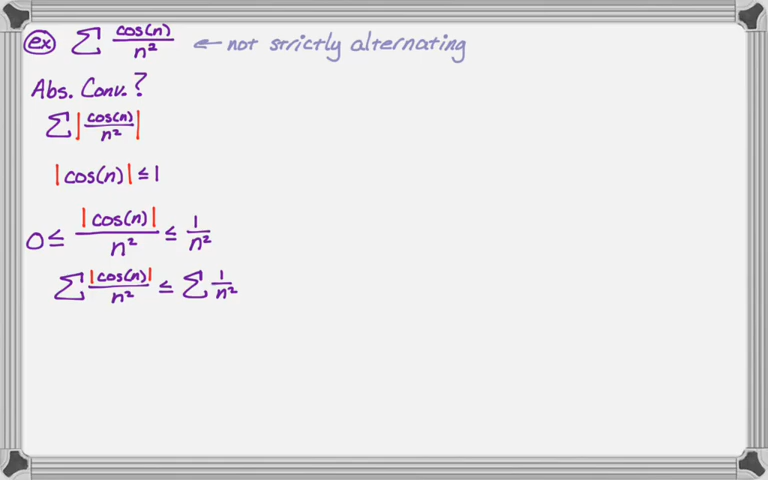 ex ∑ cos(n)/n² ← not strictly alternating
Abs. Conv.?
∑ |cos(n)/n²|
|cos(n)| ≤ 1
0 ≤ |cos(n)|/n² ≤ 1/n²
∑ |cos(n)|/n² ≤ ∑ 1/n²